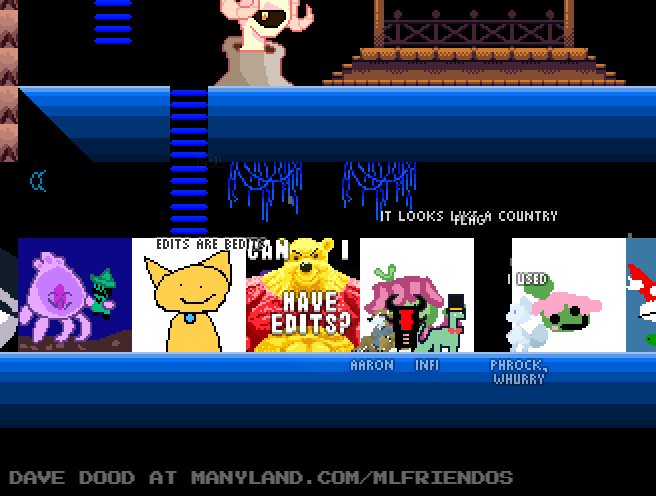 IT LOOKS LIKE A COUNTRY
FLAG
EDITS ARE BEDITS
CAN I
HAVE
EDITS?
I USED
AARON
INFI
PHROCK,
WHURRY
DAVE DOOD AT MANYLAND.COM/MLFRIENDOS